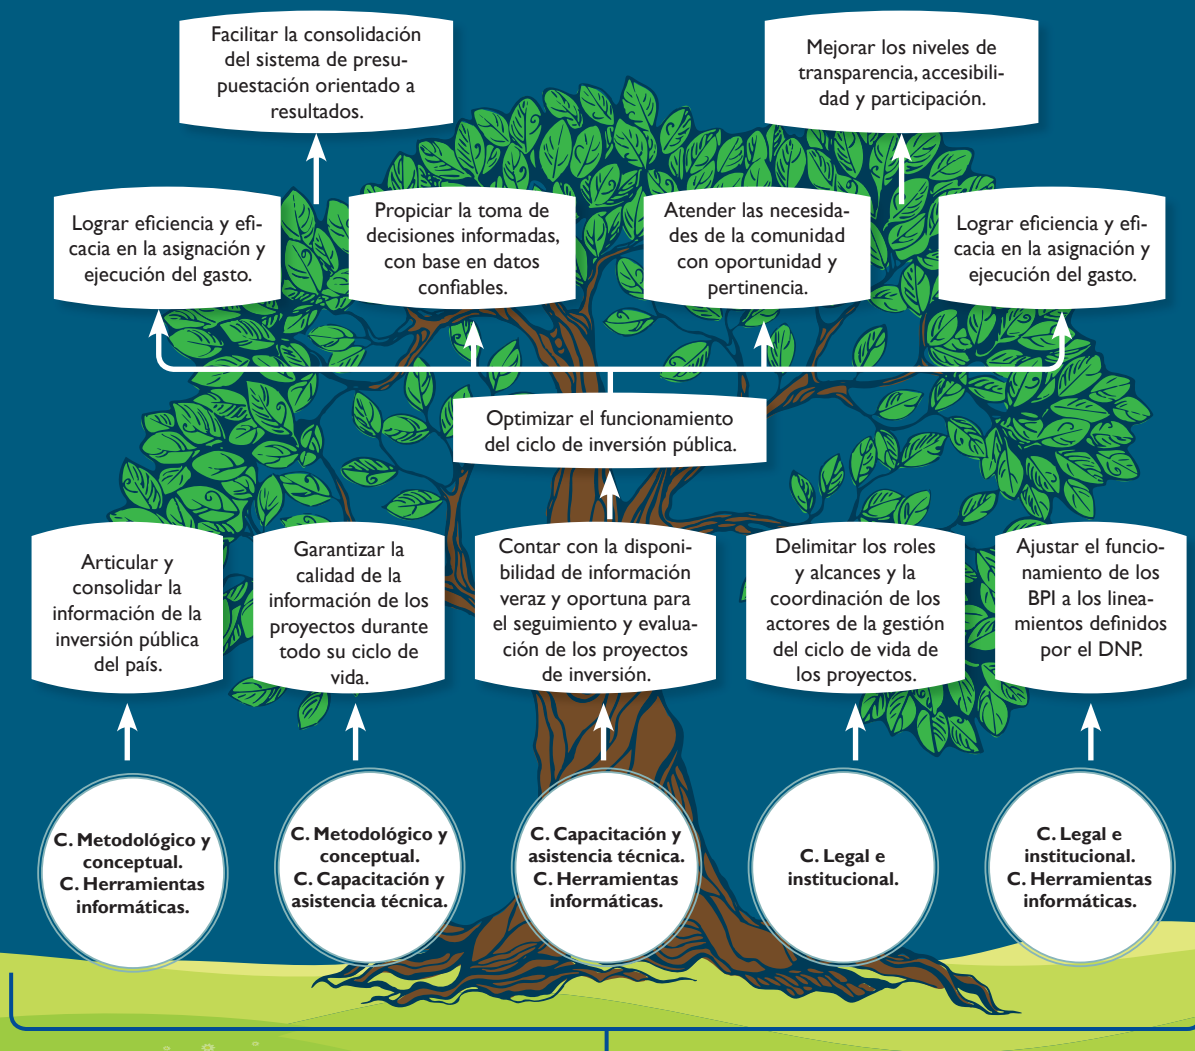 Facilitar la consolidación
del sistema de presu-
puestación orientado a
resultados.
Mejorar los niveles de
transparencia, accesibili-
dad y participación.
Lograr eficiencia y efi-
cacia en la asignación y
ejecución del gasto.
Propiciar la toma de
decisiones informadas,
con base en datos
confiables.
Atender las necesida-
des de la comunidad
con oportunidad y
pertinencia.
Lograr eficiencia y efi-
cacia en la asignación y
ejecución del gasto.
Optimizar el funcionamiento
del ciclo de inversión pública.
Articular y
consolidar la
información de la
inversión pública
del país.
Garantizar la
calidad de la
información de los
proyectos durante
todo su ciclo de
vida.
Contar con la disponi-
bilidad de información
veraz y oportuna para
el seguimiento y evalua-
ción de los proyectos
de inversión.
Delimitar los roles
y alcances y la
coordinación de los
actores de la gestión
del ciclo de vida de
los proyectos.
Ajustar el funcio-
namiento de los
BPI a los linea-
mientos definidos
por el DNP.
C. Metodológico y
conceptual.
C. Herramientas
informáticas.
C. Metodológico y
conceptual.
C. Capacitación y
asistencia técnica.
C. Capacitación y
asistencia técnica.
C. Herramientas
informáticas.
C. Legal e
institucional.
C. Legal e
institucional.
C. Herramientas
informáticas.